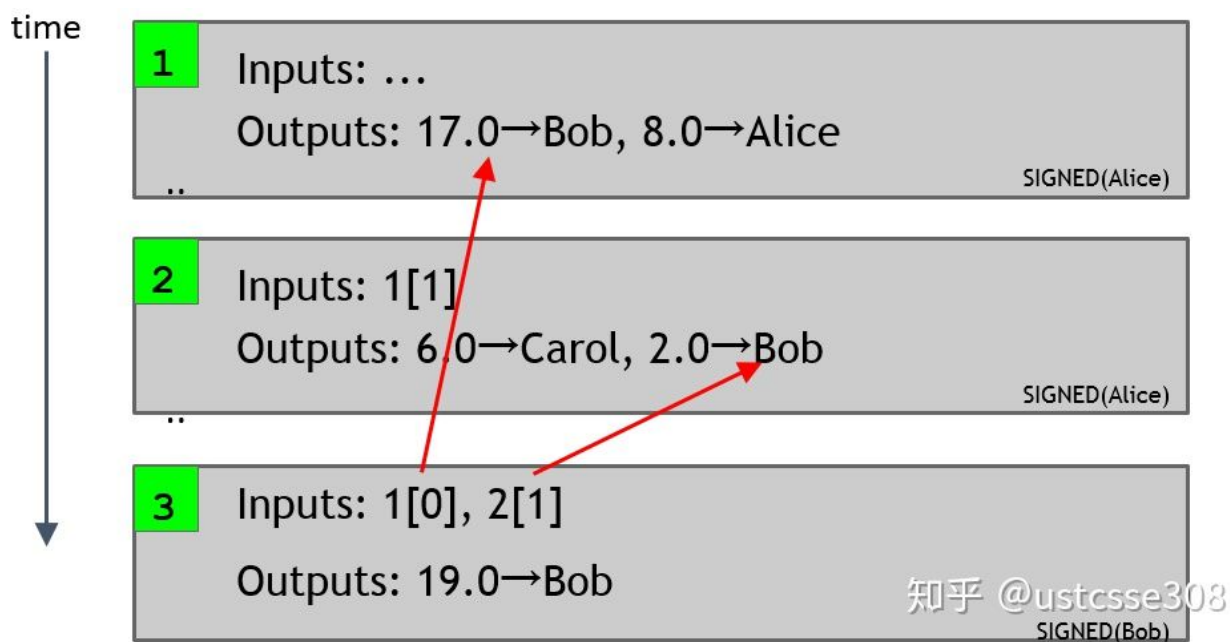 time
1
Inputs: ...
Outputs: 17.0→Bob, 8.0→Alice
SIGNED(Alice)
..
2
Inputs: 1[1]
Outputs: 6.0→Carol, 2.0→Bob
SIGNED(Alice)
..
3
Inputs: 1[0], 2[1]
Outputs: 19.0→Bob
知乎 @ustcsse308
SIGNED(Bob)